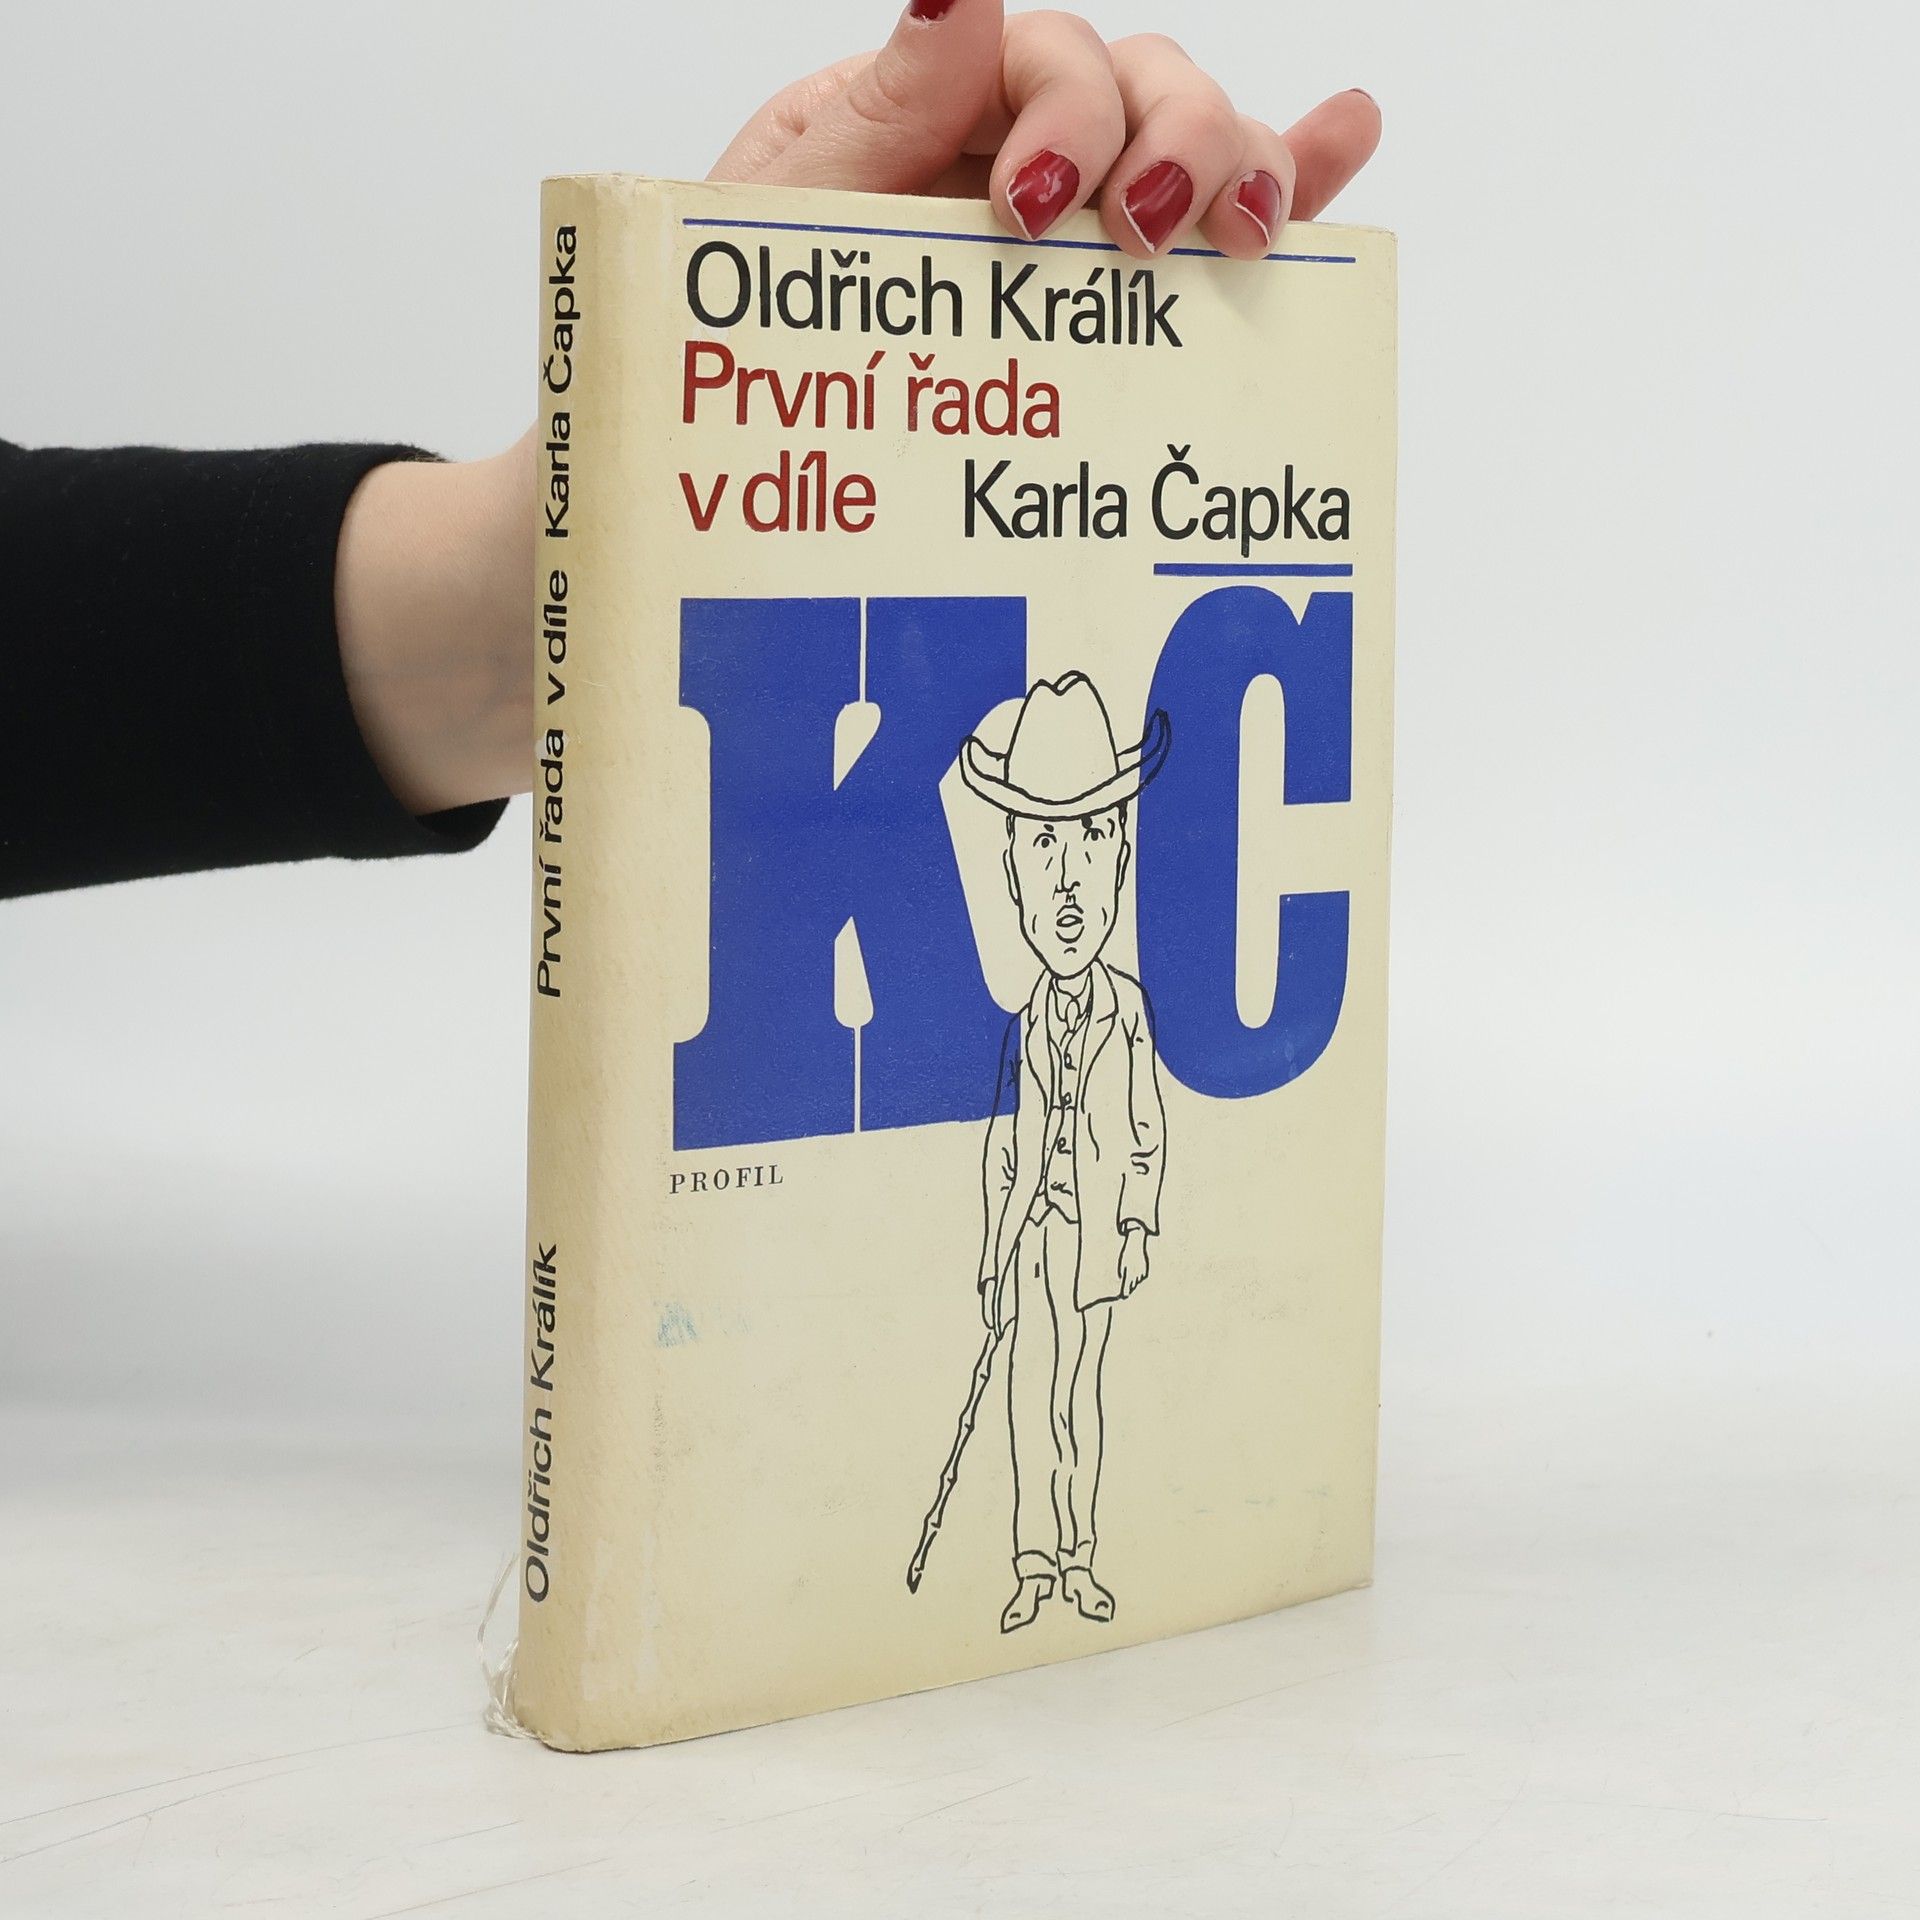 Oldřich Králík
První řada
v díle Karla Čapka
KČ
PROFIL
Oldřich Králík První řada v díle Karla Čapka